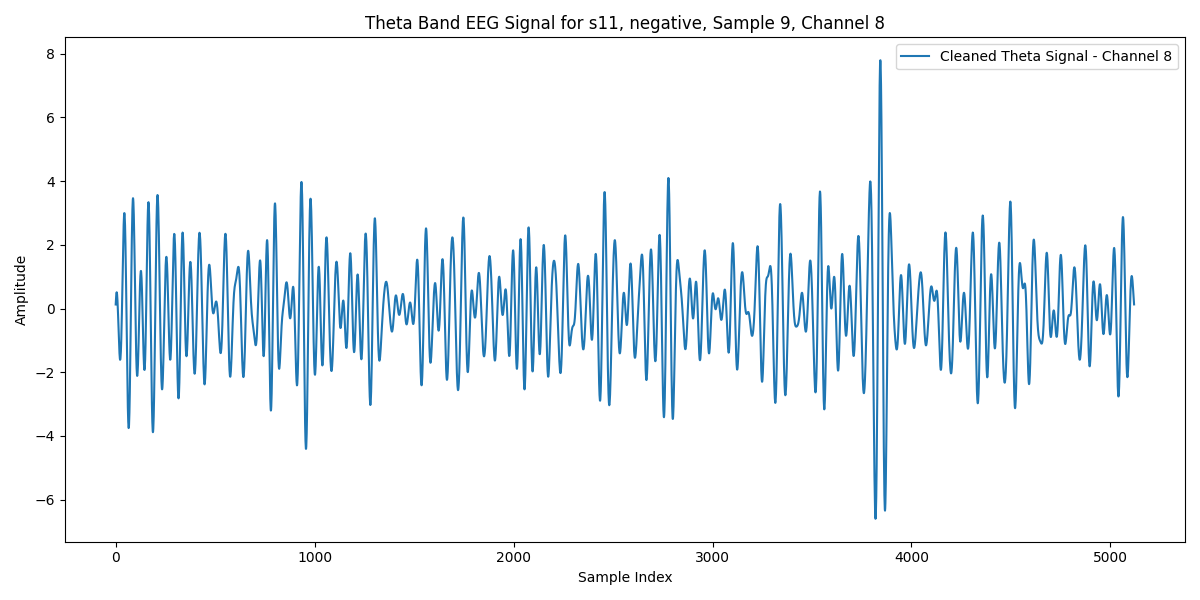 Theta Band EEG Signal for s11, negative, Sample 9, Channel 8
Cleaned Theta Signal - Channel 8
Amplitude
8
6
4
2
0
−2
−4
−6
0 1000 2000 3000 4000 5000
Sample Index